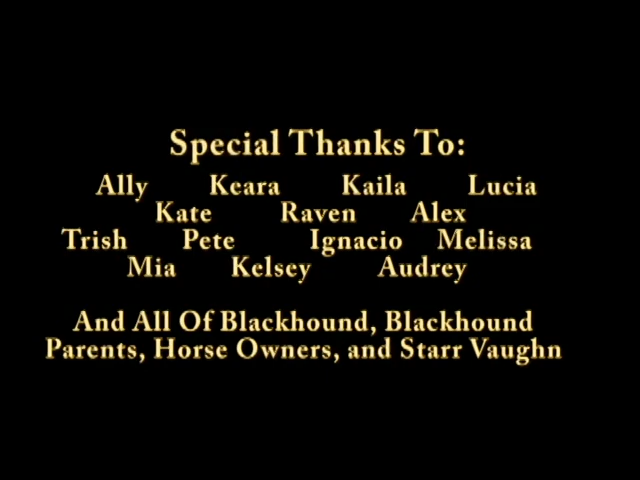 Special Thanks To:
Ally Keara Kaila Lucia
Kate Raven Alex
Trish Pete Ignacio Melissa
Mia Kelsey Audrey
And All Of Blackhound, Blackhound
Parents, Horse Owners, and Starr Vaughn